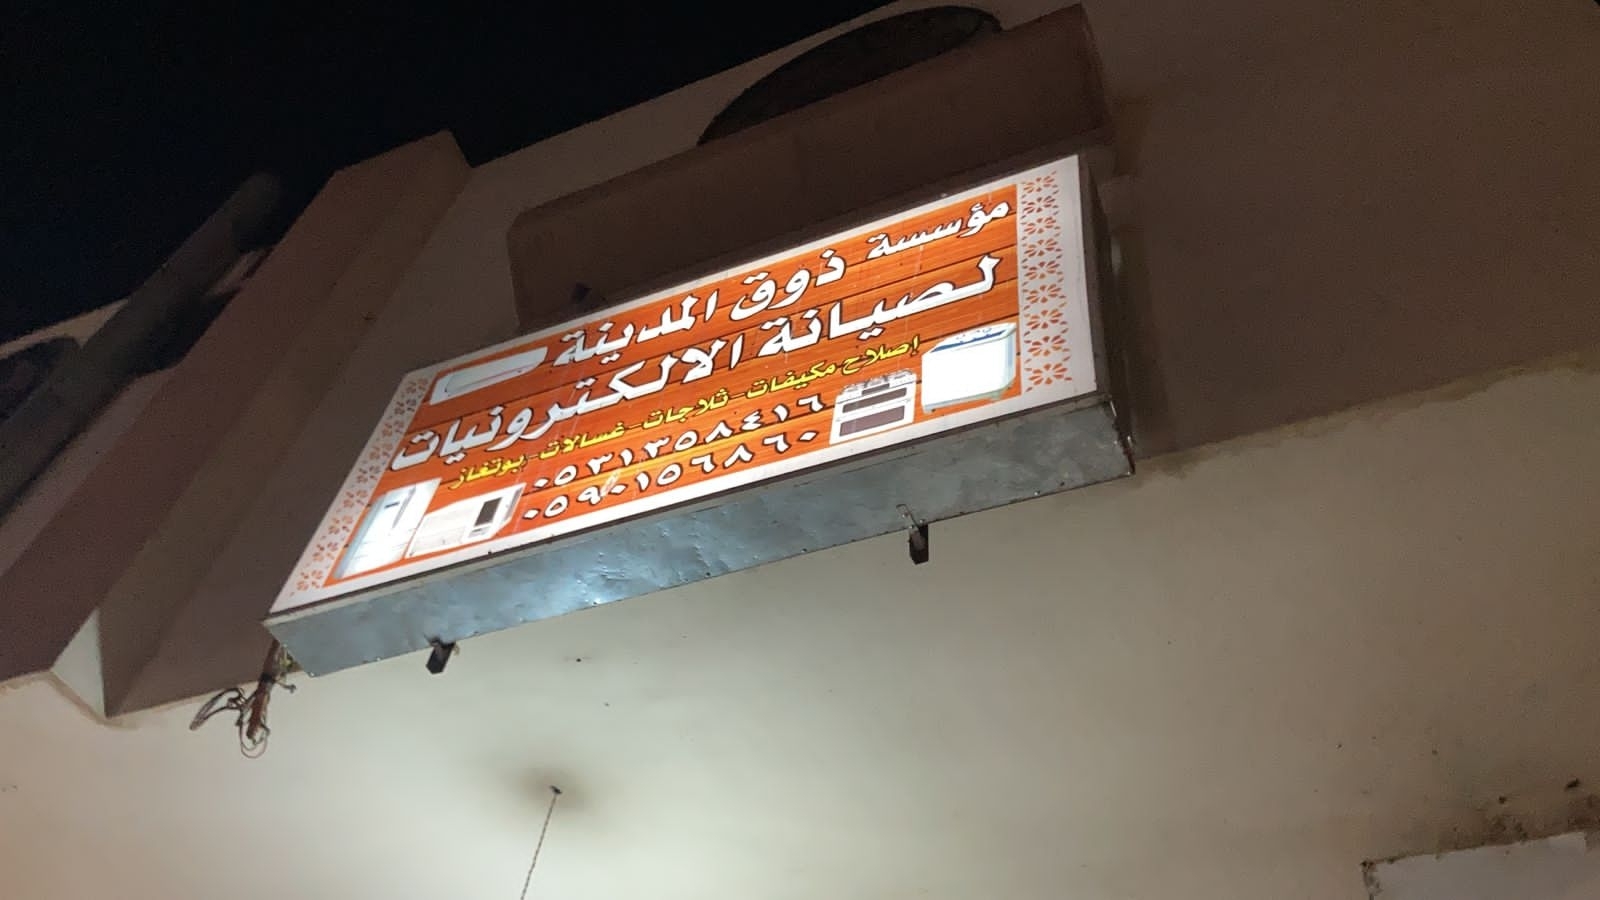 مؤسسة ذوق المدينة
لصيانة الالكترونيات
إصلاح مكيفات-ثلاجات-غسالات-بوتغاز
٠٥٣١٣٥٨٤١٦
٠٥٩٠١٥٦٨٦٠